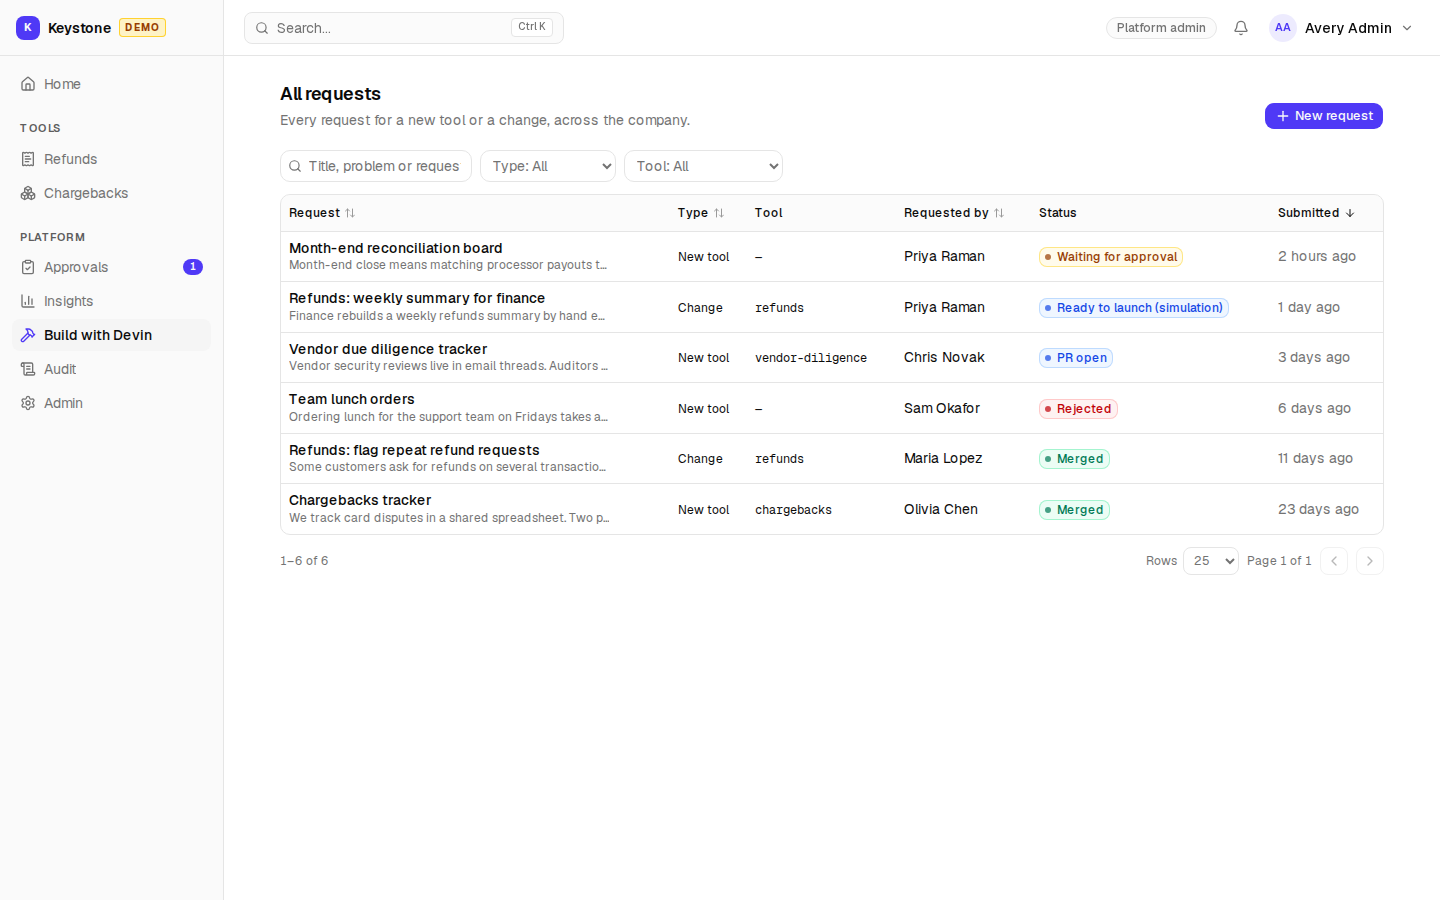 K Keystone DEMO
Search... Ctrl K
Platform admin
AA Avery Admin
Home
TOOLS
Refunds
Chargebacks
PLATFORM
Approvals 1
Insights
Build with Devin
Audit
Admin
All requests
Every request for a new tool or a change, across the company.
New request
Title, problem or reques
Type: All
Tool: All
Request Type Tool Requested by Status Submitted
Month-end reconciliation board
Month-end close means matching processor payouts t...
New tool – Priya Raman Waiting for approval 2 hours ago
Refunds: weekly summary for finance
Finance rebuilds a weekly refunds summary by hand e...
Change refunds Priya Raman Ready to launch (simulation) 1 day ago
Vendor due diligence tracker
Vendor security reviews live in email threads. Auditors ...
New tool vendor-diligence Chris Novak PR open 3 days ago
Team lunch orders
Ordering lunch for the support team on Fridays takes a...
New tool – Sam Okafor Rejected 6 days ago
Refunds: flag repeat refund requests
Some customers ask for refunds on several transactio...
Change refunds Maria Lopez Merged 11 days ago
Chargebacks tracker
We track card disputes in a shared spreadsheet. Two p...
New tool chargebacks Olivia Chen Merged 23 days ago
1–6 of 6
Rows 25 Page 1 of 1